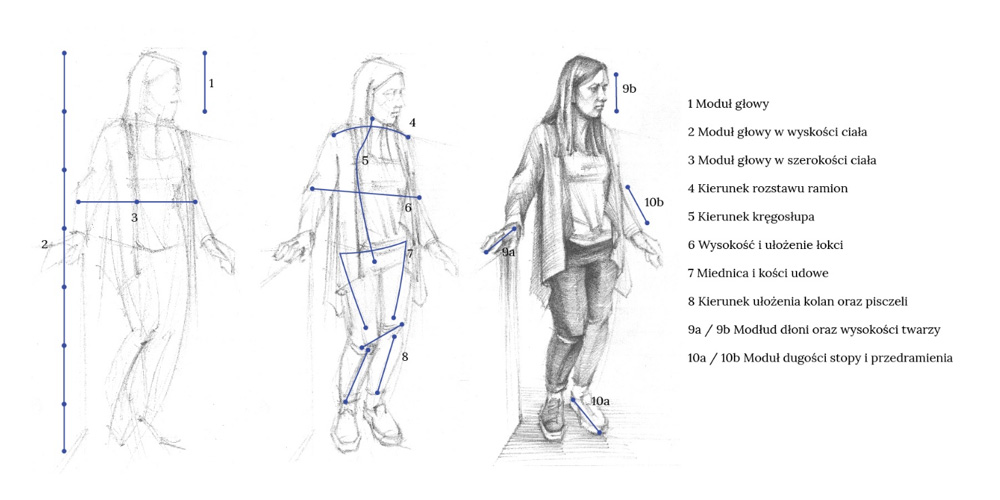 1
2
3
4
5
6
7
8
9a
9b
10a
10b
1 Moduł głowy
2 Moduł głowy w wyskości ciała
3 Moduł głowy w szerokości ciała
4 Kierunek rozstawu ramion
5 Kierunek kręgosłupa
6 Wysokość i ułożenie łokci
7 Miednica i kości udowe
8 Kierunek ułożenia kolan oraz pisczeli
9a / 9b Modłud dłoni oraz wysokości twarzy
10a / 10b Moduł dugości stopy i przedramienia